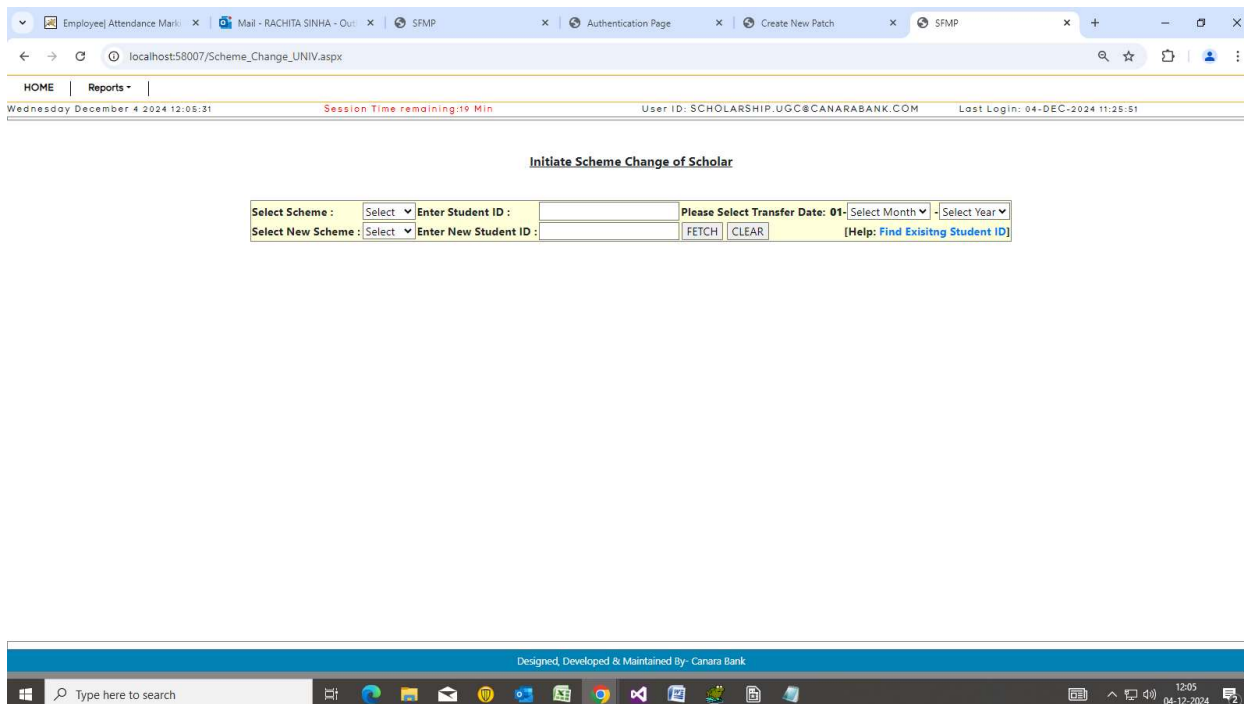 Employee| Attendance Mark
Mail - RACHITA SINHA - Out
SFMP
Authentication Page
Create New Patch
SFMP
localhost:58007/Scheme_Change_UNIV.aspx
HOME
Reports
Wednesday December 4 2024 12:05:31
Session Time remaining:19 Min
User ID: SCHOLARSHIP.UGC@CANARABANK.COM
Last Login: 04-DEC-2024 11:25:51
Initiate Scheme Change of Scholar
Select Scheme : Select Enter Student ID : Please Select Transfer Date: 01- Select Month - Select Year
Select New Scheme : Select Enter New Student ID : FETCH CLEAR [Help: Find Exisitng Student ID]
Designed, Developed & Maintained By- Canara Bank
Type here to search
12:05
04-12-2024
2